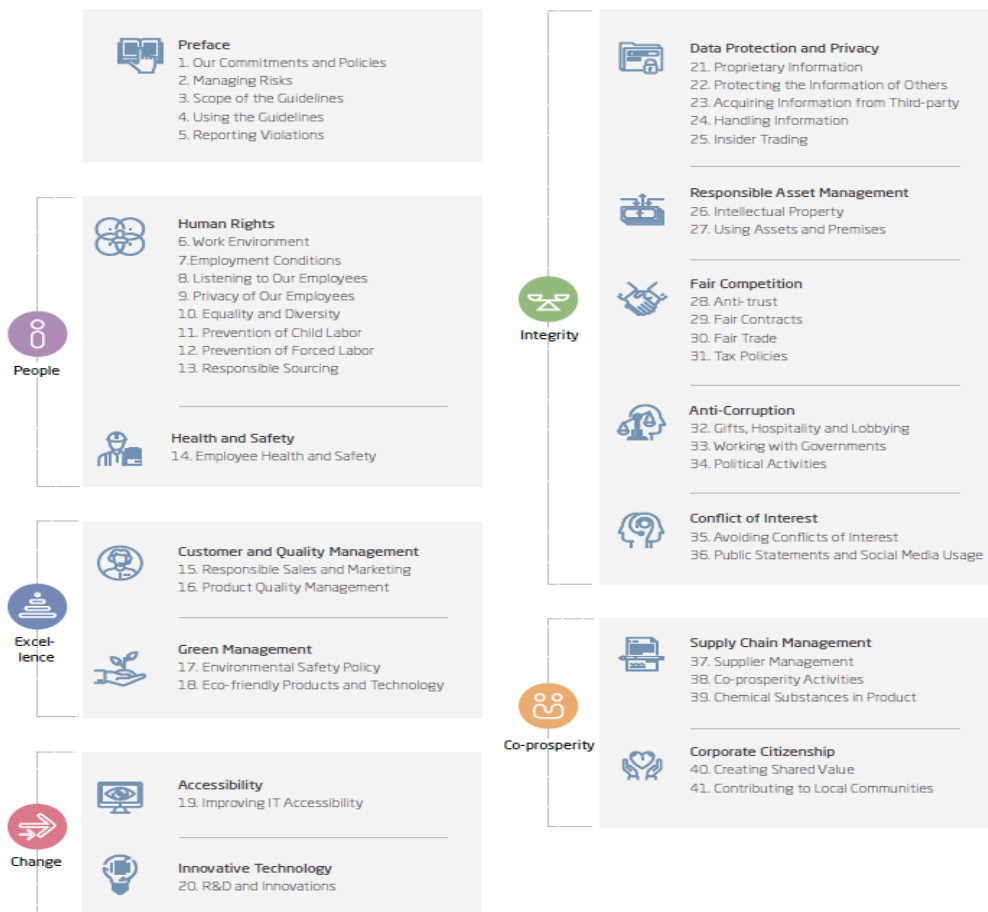 Preface
1. Our Commitments and Policies
2. Managing Risks
3. Scope of the Guidelines
4. Using the Guidelines
5. Reporting Violations
People
Human Rights
6. Work Environment
7.Employment Conditions
8. Listening to Our Employees
9. Privacy of Our Employees
10. Equality and Diversity
11. Prevention of Child Labor
12. Prevention of Forced Labor
13. Responsible Sourcing
Health and Safety
14. Employee Health and Safety
Excel-
lence
Customer and Quality Management
15. Responsible Sales and Marketing
16. Product Quality Management
Green Management
17. Environmental Safety Policy
18. Eco-friendly Products and Technology
Change
Accessibility
19. Improving IT Accessibility
Innovative Technology
20. R&D and Innovations
Integrity
Data Protection and Privacy
21. Proprietary Information
22. Protecting the Information of Others
23. Acquiring Information from Third-party
24. Handling Information
25. Insider Trading
Responsible Asset Management
26. Intellectual Property
27. Using Assets and Premises
Fair Competition
28. Anti-trust
29. Fair Contracts
30. Fair Trade
31. Tax Policies
Anti-Corruption
32. Gifts, Hospitality and Lobbying
33. Working with Governments
34. Political Activities
Conflict of Interest
35. Avoiding Conflicts of Interest
36. Public Statements and Social Media Usage
Co-prosperity
Supply Chain Management
37. Supplier Management
38. Co-prosperity Activities
39. Chemical Substances in Product
Corporate Citizenship
40. Creating Shared Value
41. Contributing to Local Communities